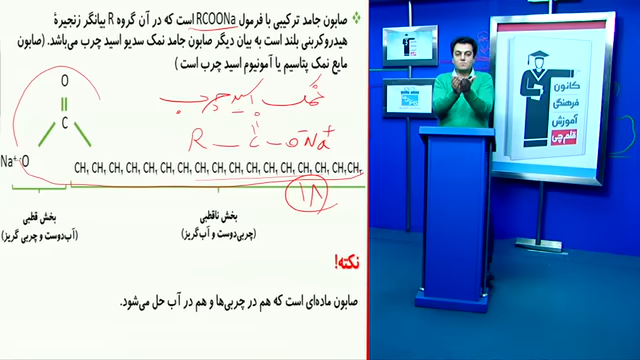 صابون جامد ترکیبی با فرمول RCOONa است که در آن گروه R بیانگر زنجیرهٔ
هیدروکربنی بلند است به بیان دیگر صابون جامد نمک سدیو اسید چرب می‌باشد. (صابون
مایع نمک پتاسیم یا آمونیوم اسید چرب است )
نمک اسید چرب
O
C
R - C - O⁻Na⁺
O
Na⁺⁻O
CH₂ CH₂ CH₂ CH₂ CH₂ CH₂ CH₂ CH₂ CH₂ CH₂ CH₂ CH₂ CH₂ CH₂ CH₂ CH₂CH₃
۱۸
بخش ناقطبی
(چربی‌دوست و آب‌گریز)
بخش قطبی
(آب‌دوست و چربی گریز)
نکته!
صابون ماده‌ای است که هم در چربی‌ها و هم در آب حل می‌شود.
کانون
فرهنگی
آموزش
قلم‌چی